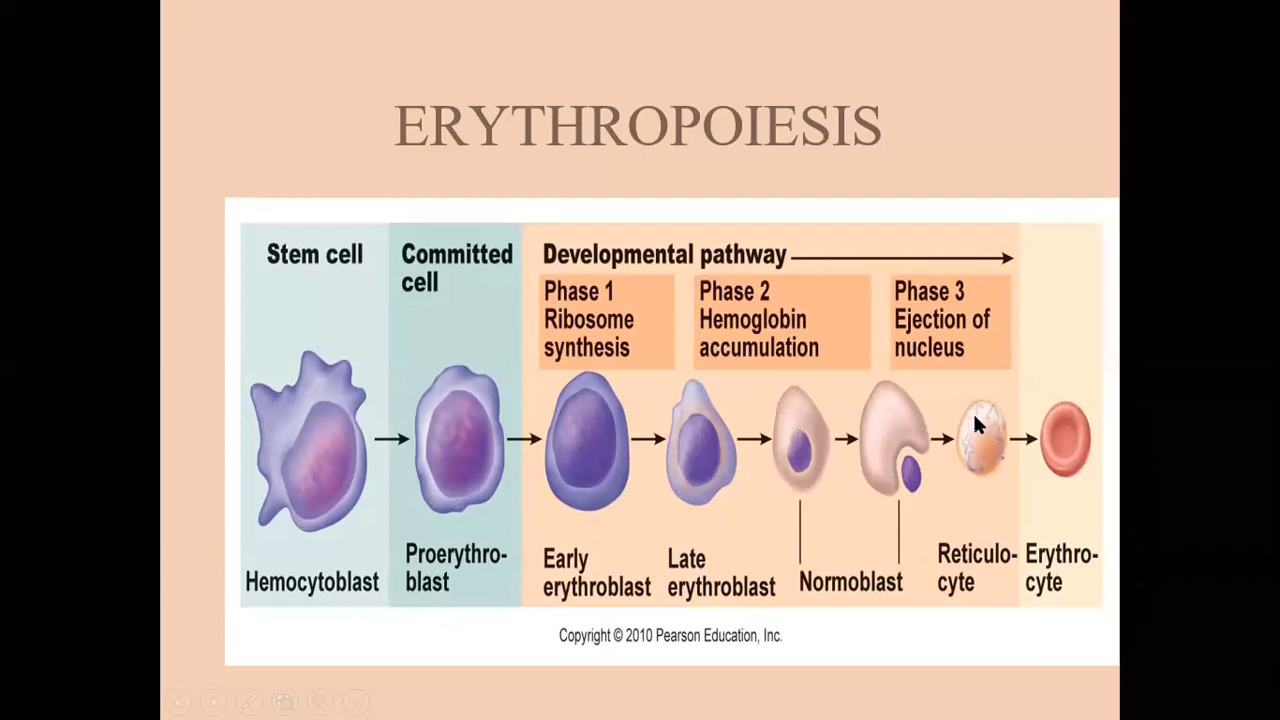 ERYTHROPOIESIS
Stem cell
Committed
cell
Developmental pathway
Phase 1
Ribosome
synthesis
Phase 2
Hemoglobin
accumulation
Phase 3
Ejection of
nucleus
Hemocytoblast
Proerythro-
blast
Early
erythroblast
Late
erythroblast
Normoblast
Reticulo-
cyte
Erythro-
cyte
Copyright © 2010 Pearson Education, Inc.